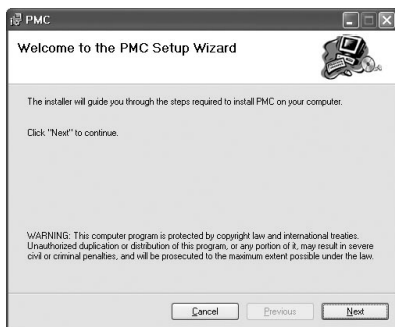 PMC
Welcome to the PMC Setup Wizard
The installer will guide you through the steps required to install PMC on your computer.
Click "Next" to continue.
WARNING: This computer program is protected by copyright law and international treaties.
Unauthorized duplication or distribution of this program, or any portion of it, may result in severe
civil or criminal penalties, and will be prosecuted to the maximum extent possible under the law.
Cancel
Previous
Next